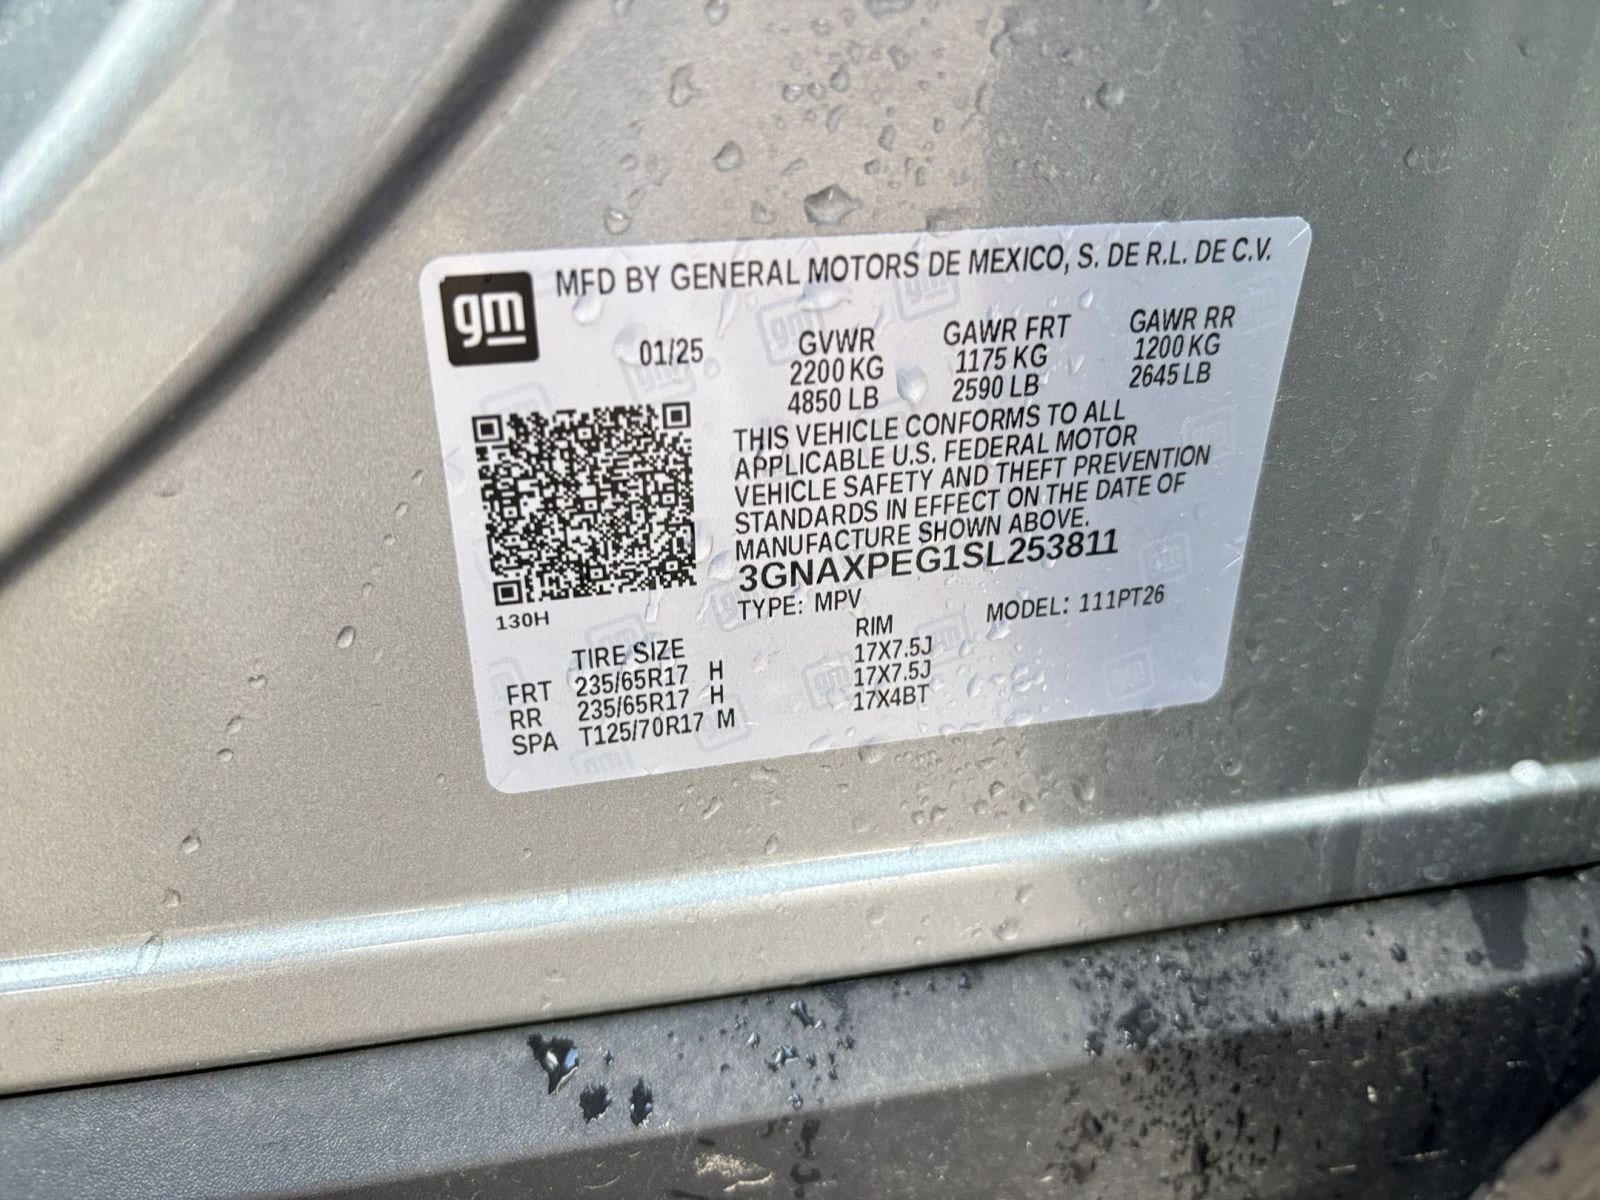 gm
MFD BY GENERAL MOTORS DE MEXICO, S. DE R.L. DE C.V.
01/25
GVWR GAWR FRT GAWR RR
2200 KG 1175 KG 1200 KG
4850 LB 2590 LB 2645 LB
THIS VEHICLE CONFORMS TO ALL
APPLICABLE U.S. FEDERAL MOTOR
VEHICLE SAFETY AND THEFT PREVENTION
STANDARDS IN EFFECT ON THE DATE OF
MANUFACTURE SHOWN ABOVE.
3GNAXPEG1SL253811
TYPE: MPV MODEL: 111PT26
130H
TIRE SIZE RIM
FRT 235/65R17 H 17X7.5J
RR 235/65R17 H 17X7.5J
SPA T125/70R17 M 17X4BT